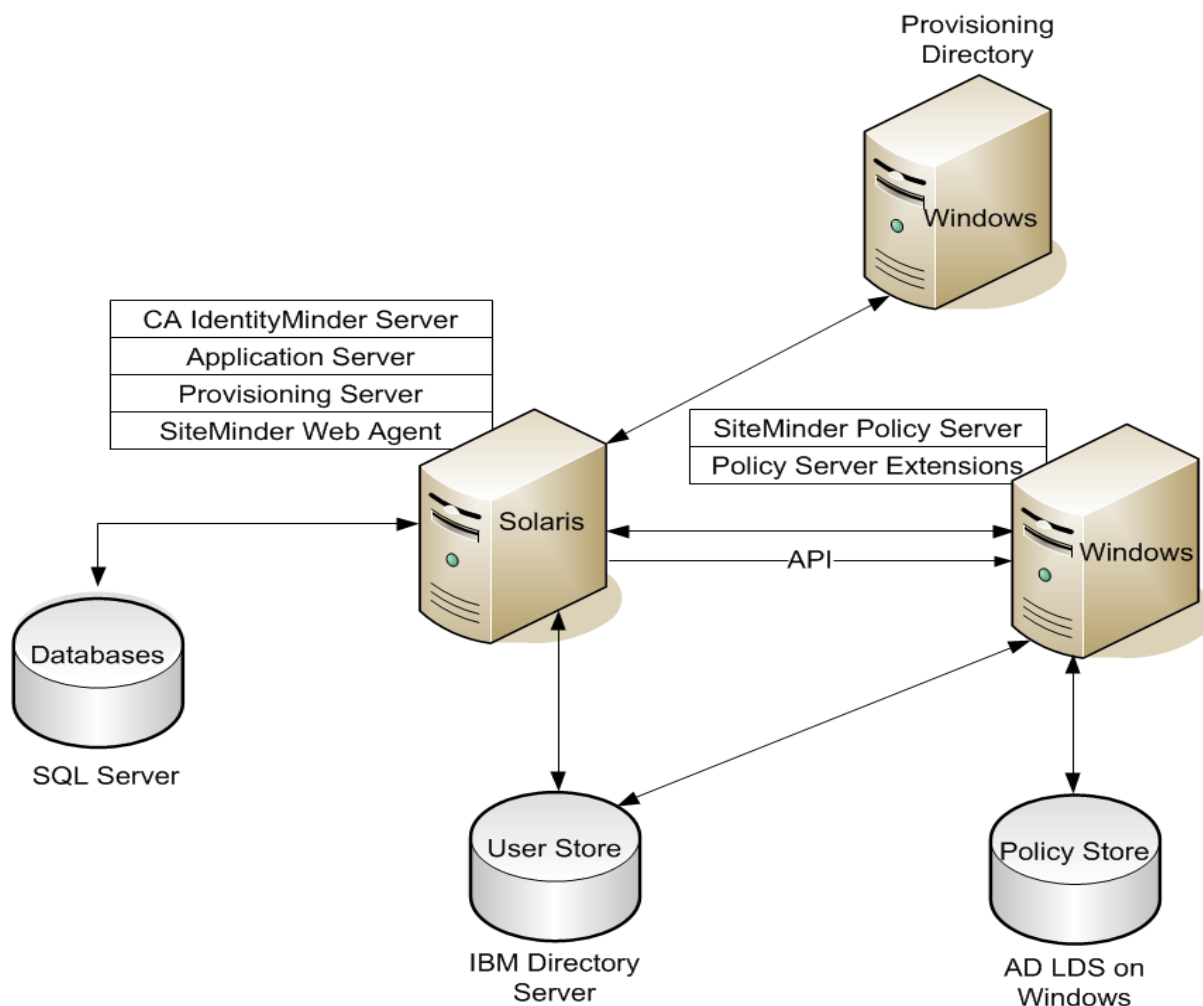 Provisioning
Directory
Windows
CA IdentityMinder Server
Application Server
Provisioning Server
SiteMinder Web Agent
SiteMinder Policy Server
Policy Server Extensions
Solaris
Windows
API
Databases
SQL Server
User Store
IBM Directory
Server
Policy Store
AD LDS on
Windows